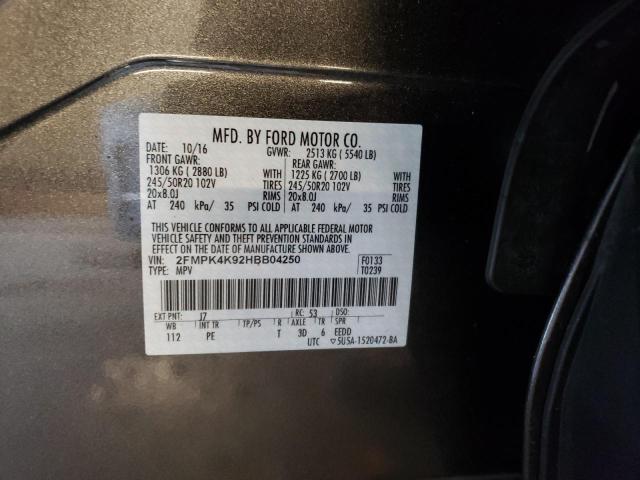 MFD. BY FORD MOTOR CO.
DATE: 10/16 GVWR: 2513 KG ( 5540 LB)
FRONT GAWR: REAR GAWR:
1306 KG ( 2880 LB) WITH 1225 KG ( 2700 LB) WITH
245/50R20 102V TIRES 245/50R20 102V TIRES
20x8.0J RIMS 20x8.0J RIMS
AT 240 kPa/ 35 PSI COLD AT 240 kPa/ 35 PSI COLD
THIS VEHICLE CONFORMS TO ALL APPLICABLE FEDERAL MOTOR
VEHICLE SAFETY AND THEFT PREVENTION STANDARDS IN
EFFECT ON THE DATE OF MANUFACTURE SHOWN ABOVE.
VIN: 2FMPK4K92HBB04250 F0133
TYPE: MPV T0239
EXT PNT: J7 RC: 53 DSO:
WB INT TR TP/PS R AXLE TR SPR
112 PE T 3D 6 EEDD
UTC ▽5USA-1520472-BA